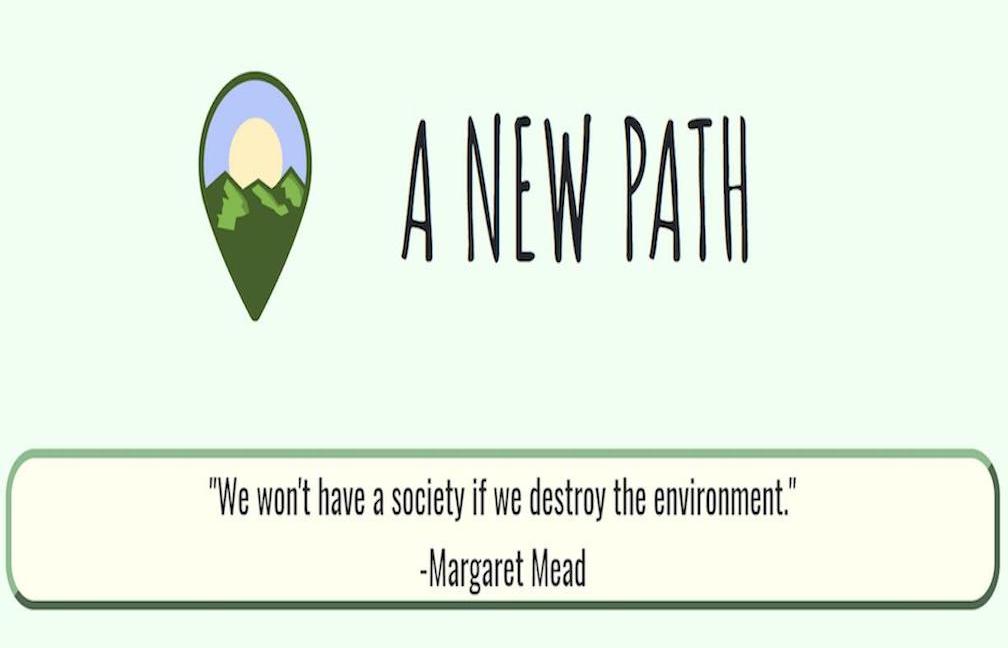 A NEW PATH
"We won't have a society if we destroy the environment."
-Margaret Mead